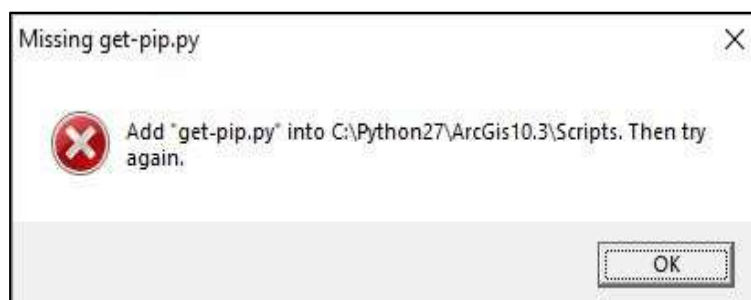 Missing get-pip.py
Add "get-pip.py" into C:\Python27\ArcGis10.3\Scripts. Then try
again.
OK